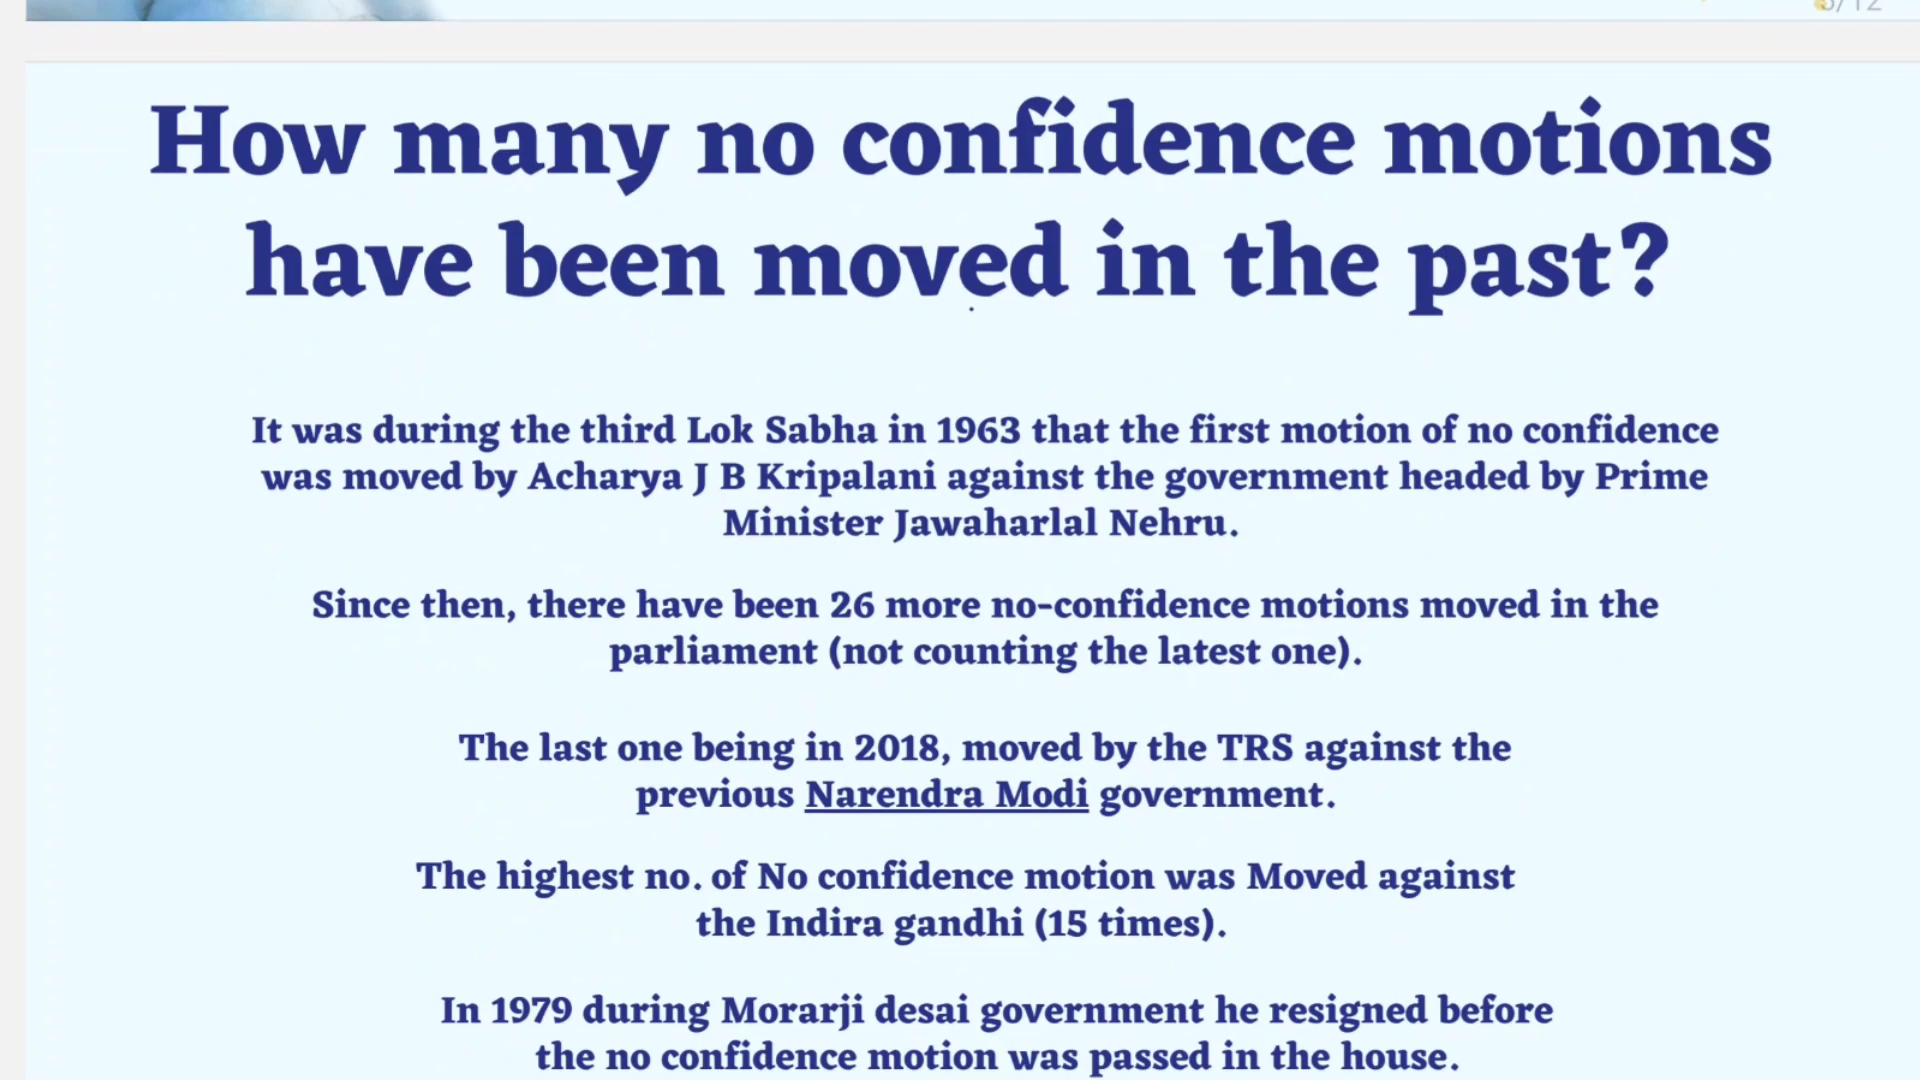 How many no confidence motions
have been moved in the past?
It was during the third Lok Sabha in 1963 that the first motion of no confidence
was moved by Acharya J B Kripalani against the government headed by Prime
Minister Jawaharlal Nehru.
Since then, there have been 26 more no-confidence motions moved in the
parliament (not counting the latest one).
The last one being in 2018, moved by the TRS against the
previous Narendra Modi government.
The highest no. of No confidence motion was Moved against
the Indira gandhi (15 times).
In 1979 during Morarji desai government he resigned before
the no confidence motion was passed in the house.